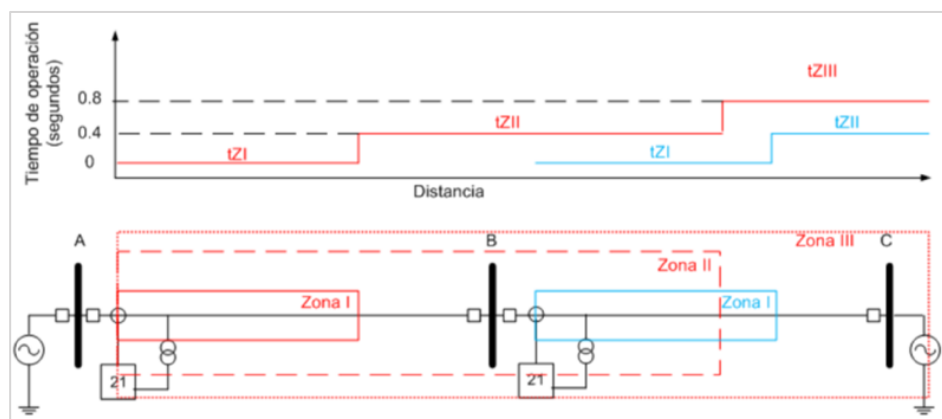 Tiempo de operación
(segundos)
0.8
0.4
0
tZIII
tZII
tZII
tZI
tZI
Distancia
A
B
C
Zona III
Zona II
Zona I
Zona I
21
21